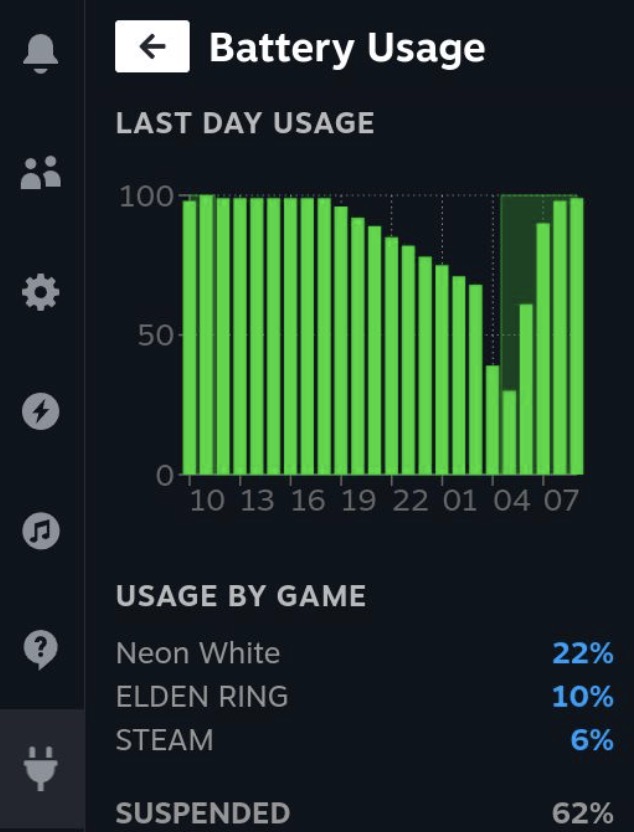 Battery Usage
LAST DAY USAGE
100
50
0
10 13 16 19 22 01 04 07
USAGE BY GAME
Neon White 22%
ELDEN RING 10%
STEAM 6%
SUSPENDED 62%